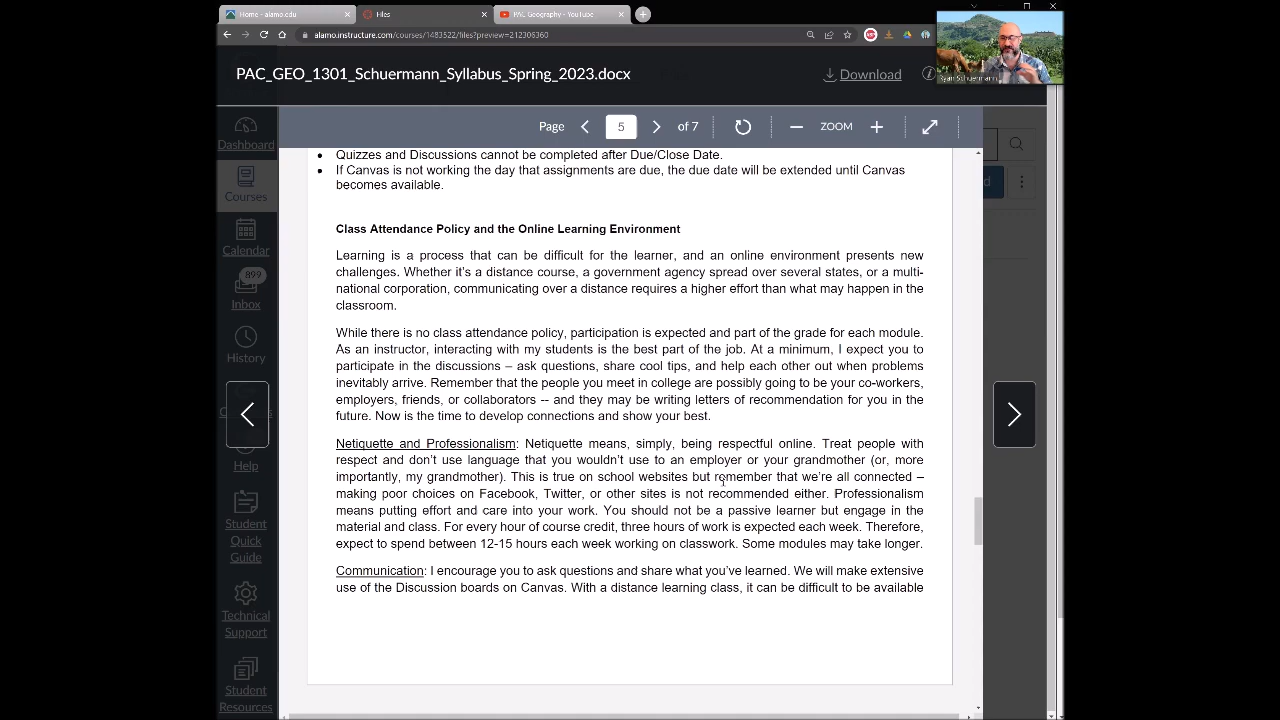 Home - alamo.edu
Files
PAC Geography - YouTube
alamo.instructure.com/courses/1483522/files?preview=212306360
Ryan Schuermann
PAC_GEO_1301_Schuermann_Syllabus_Spring_2023.docx
Download
Page 5 of 7 ZOOM
Dashboard
Courses
Calendar
899
Inbox
History
Help
Student
Quick
Guide
Technical
Support
Student
Resources
Quizzes and Discussions cannot be completed after Due/Close Date.
If Canvas is not working the day that assignments are due, the due date will be extended until Canvas
becomes available.
Class Attendance Policy and the Online Learning Environment
Learning is a process that can be difficult for the learner, and an online environment presents new
challenges. Whether it's a distance course, a government agency spread over several states, or a multi-
national corporation, communicating over a distance requires a higher effort than what may happen in the
classroom.
While there is no class attendance policy, participation is expected and part of the grade for each module.
As an instructor, interacting with my students is the best part of the job. At a minimum, I expect you to
participate in the discussions – ask questions, share cool tips, and help each other out when problems
inevitably arrive. Remember that the people you meet in college are possibly going to be your co-workers,
employers, friends, or collaborators -- and they may be writing letters of recommendation for you in the
future. Now is the time to develop connections and show your best.
Netiquette and Professionalism: Netiquette means, simply, being respectful online. Treat people with
respect and don't use language that you wouldn't use to an employer or your grandmother (or, more
importantly, my grandmother). This is true on school websites but remember that we're all connected –
making poor choices on Facebook, Twitter, or other sites is not recommended either. Professionalism
means putting effort and care into your work. You should not be a passive learner but engage in the
material and class. For every hour of course credit, three hours of work is expected each week. Therefore,
expect to spend between 12-15 hours each week working on classwork. Some modules may take longer.
Communication: I encourage you to ask questions and share what you've learned. We will make extensive
use of the Discussion boards on Canvas. With a distance learning class, it can be difficult to be available